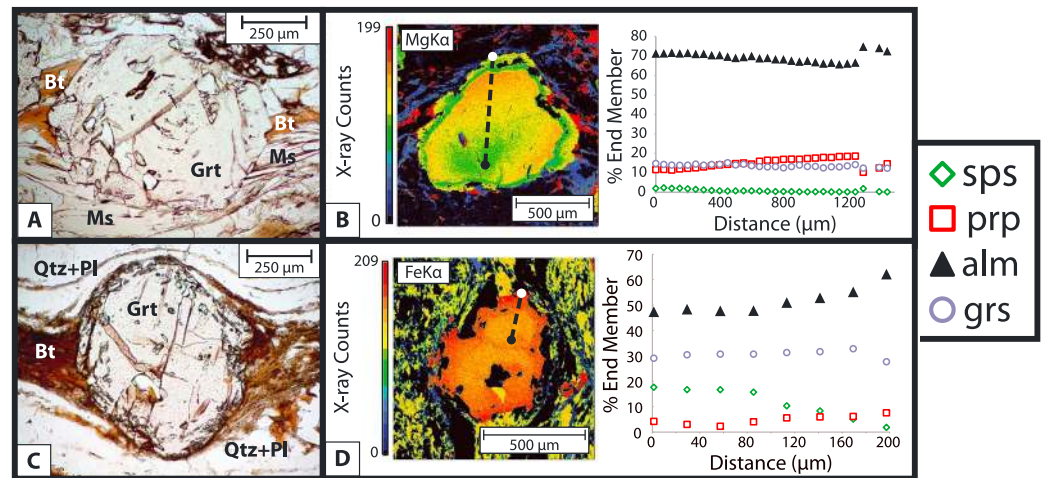 250 µm
Bt
Bt
Ms
Grt
Ms
A
199
MgKα
X-ray Counts
0
B
500 µm
80
70
60
50
40
30
20
10
0
% End Member
0 400 800 1200
Distance (µm)
250 µm
Qtz+Pl
Grt
Bt
Qtz+Pl
C
209
FeKα
X-ray Counts
0
D
500 µm
70
60
50
40
30
20
10
0
% End Member
0 40 80 120 160 200
Distance (µm)
sps
prp
alm
grs